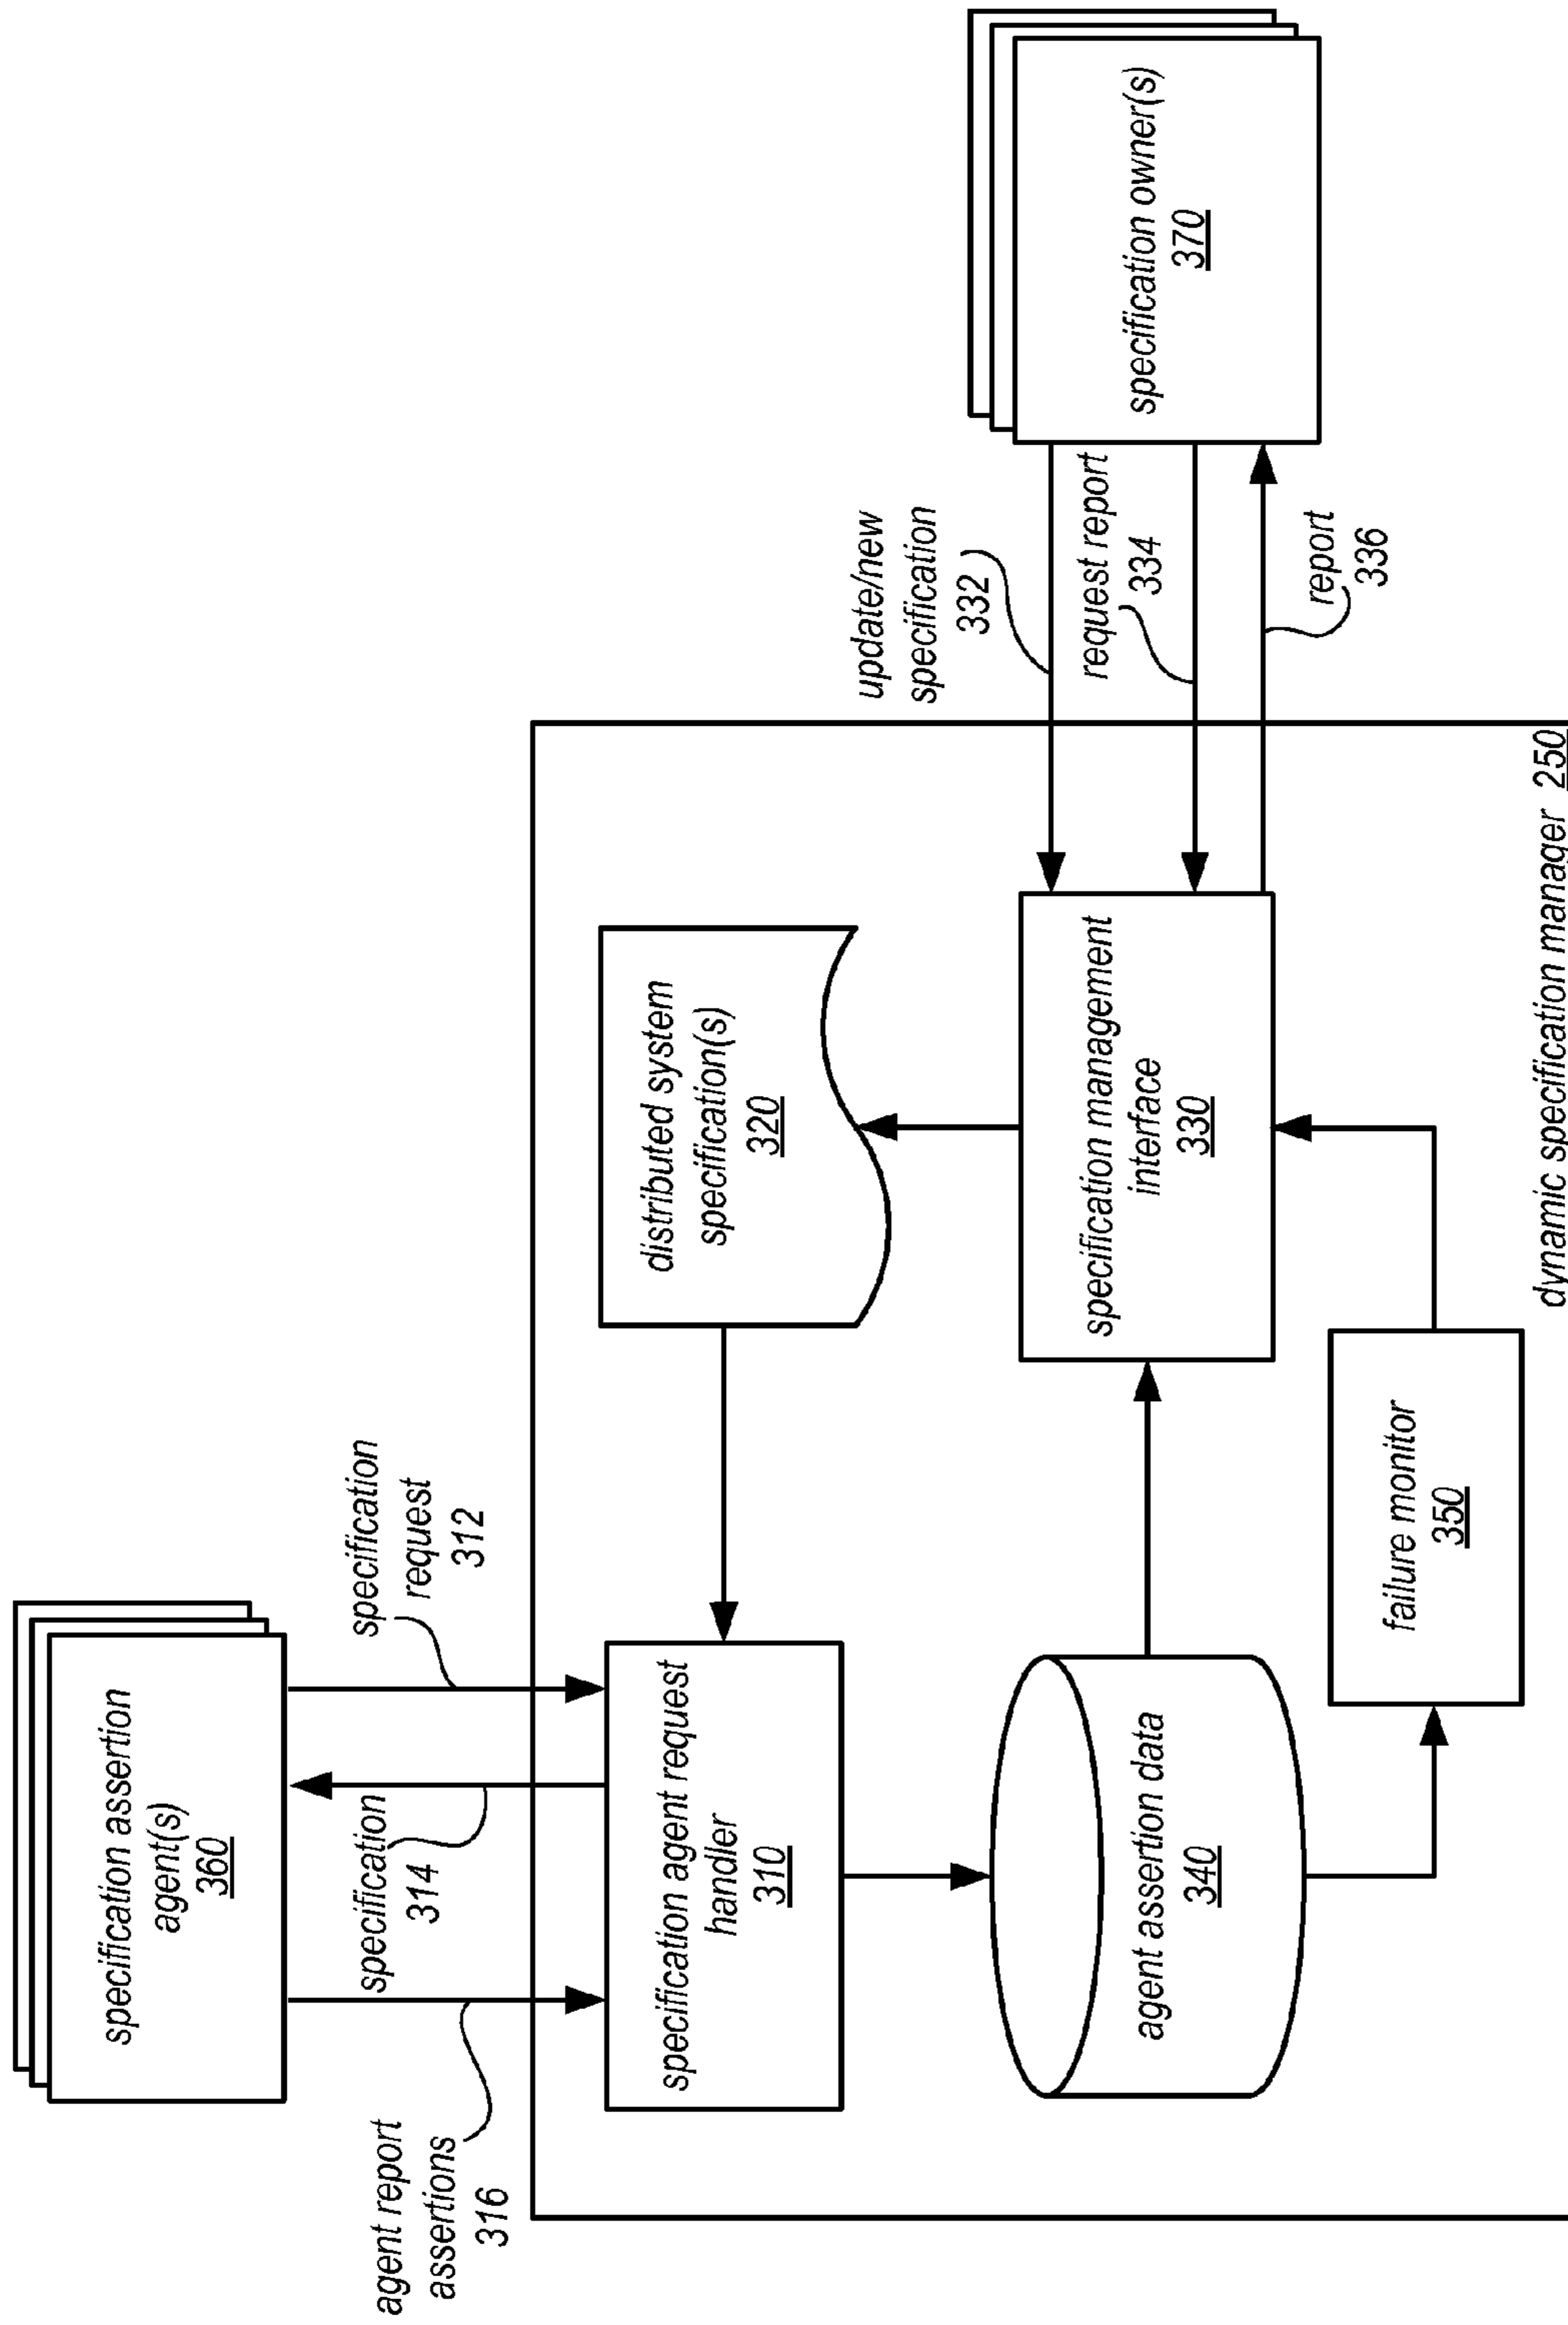 specification assertion
agent(s)
360
agent report
assertions
316
specification
314
specification
request
312
specification agent request
handler
310
distributed system
specification(s)
320
agent assertion data
340
specification management
interface
330
failure monitor
350
dynamic specification manager 250
update/new
specification
332
request report
334
report
336
specification owner(s)
370